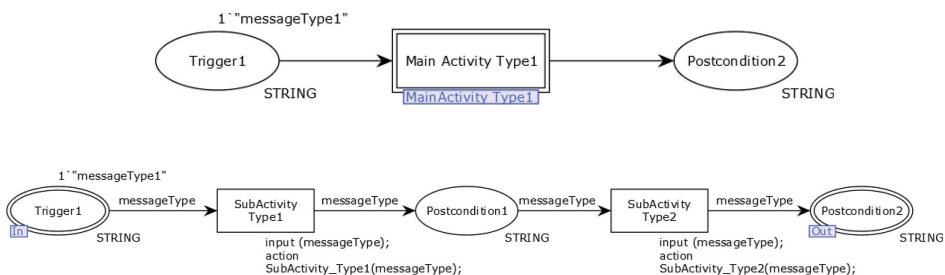 1`"messageType1"
Trigger1
Main Activity Type1
Postcondition2
STRING
MainActivity Type1
STRING
1`"messageType1"
Trigger1
messageType
SubActivity
Type1
messageType
Postcondition1
messageType
SubActivity
Type2
messageType
Postcondition2
In
STRING
STRING
Out
STRING
input (messageType);
action
SubActivity_Type1(messageType);
input (messageType);
action
SubActivity_Type2(messageType);